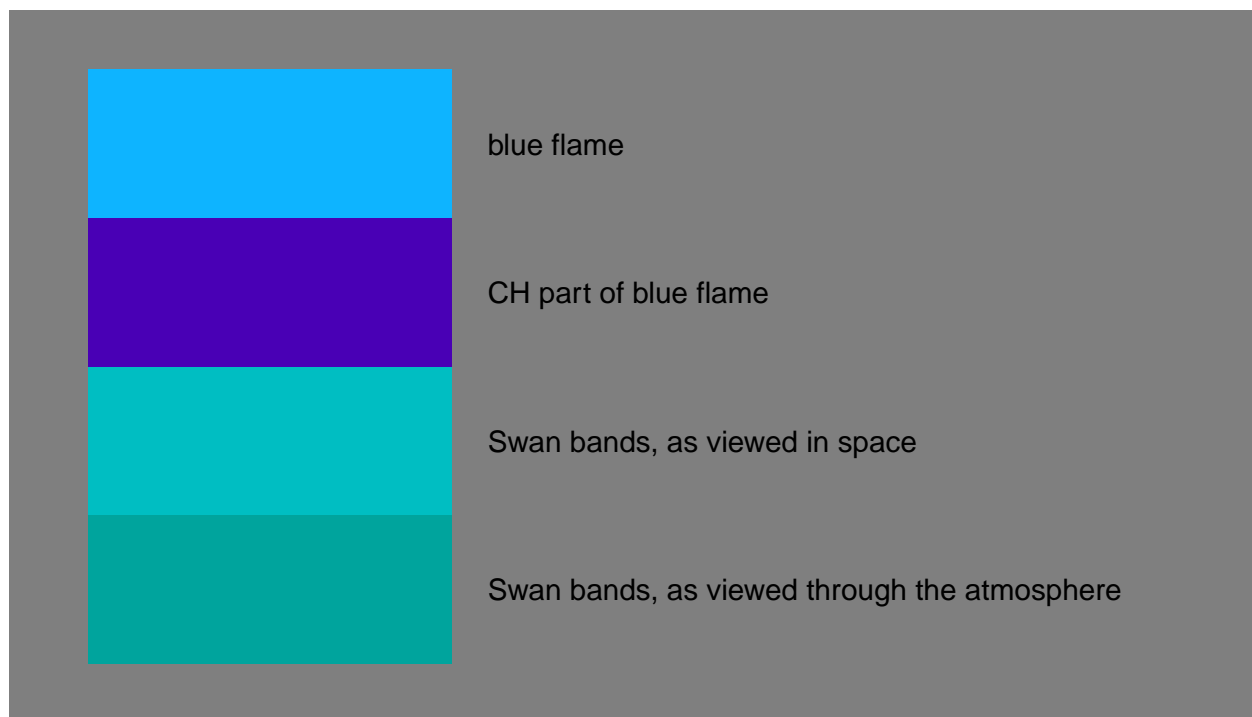 blue flame
CH part of blue flame
Swan bands, as viewed in space
Swan bands, as viewed through the atmosphere